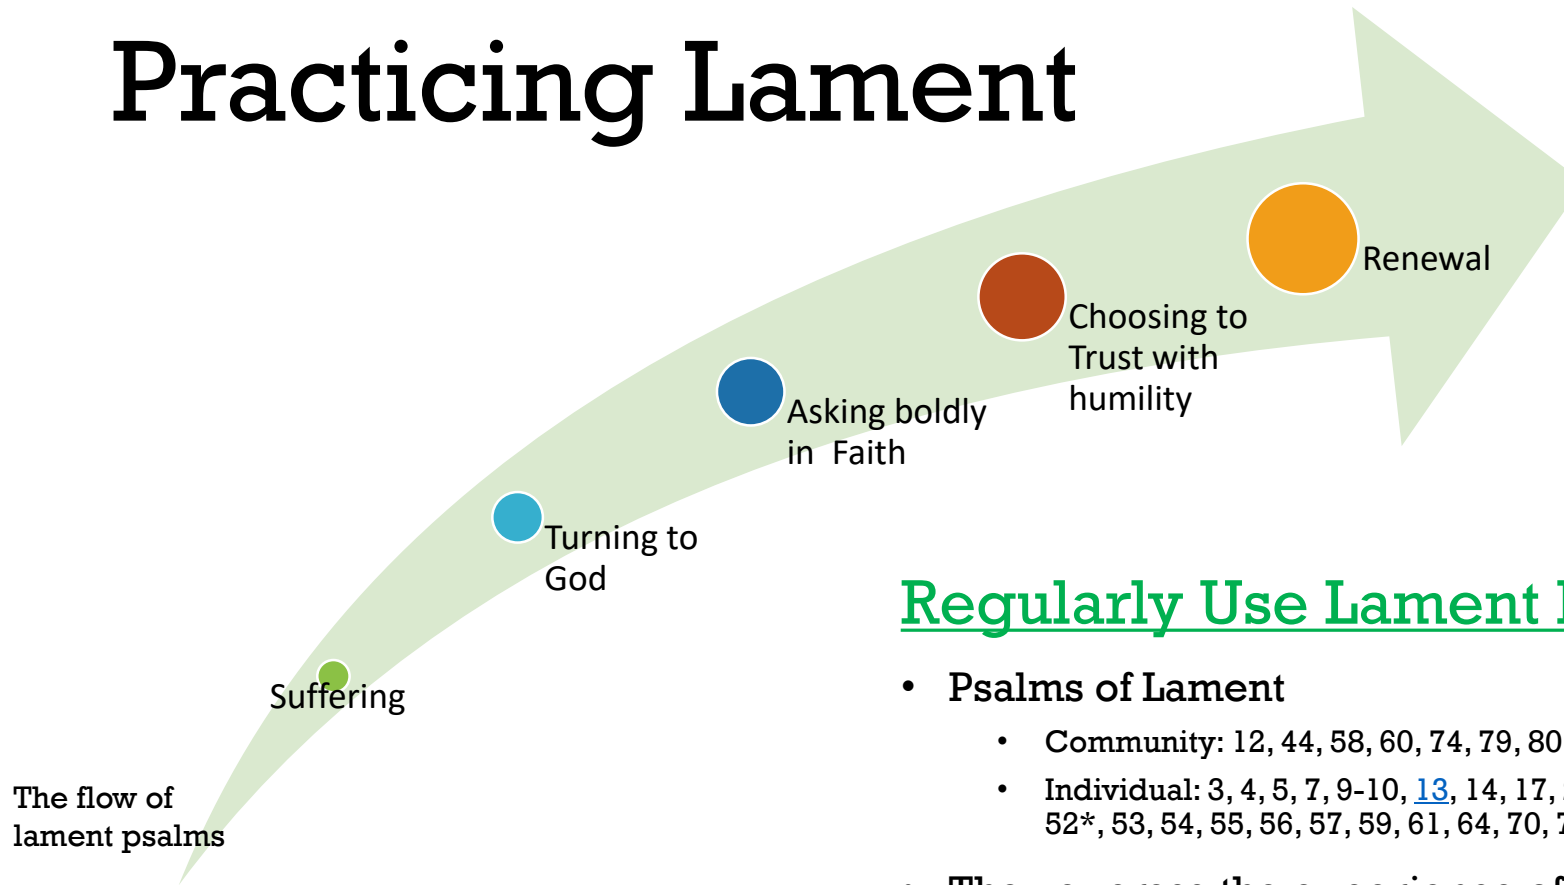 Practicing Lament
Renewal
Choosing to
Trust with
humility
Asking boldly
in  Faith
Turning to
God
Suffering
The flow of
lament psalms
Regularly Use Lament
• Psalms of Lament
• Community: 12, 44, 58, 60, 74, 79, 80
• Individual: 3, 4, 5, 7, 9-10, 13, 14, 17,
52*, 53, 54, 55, 56, 57, 59, 61, 64, 70,